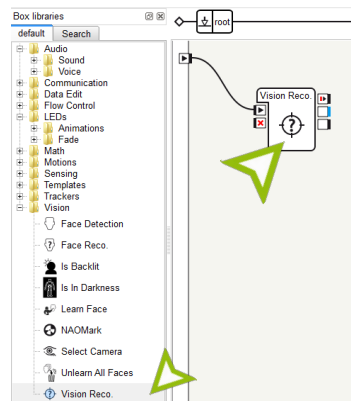 Box libraries
default Search
Audio
Sound
Voice
Communication
Data Edit
Flow Control
LEDs
Animations
Fade
Math
Motions
Sensing
Templates
Trackers
Vision
Face Detection
Face Reco.
Is Backlit
Is In Darkness
Learn Face
NAOMark
Select Camera
Unlearn All Faces
Vision Reco.
root
Vision Reco.